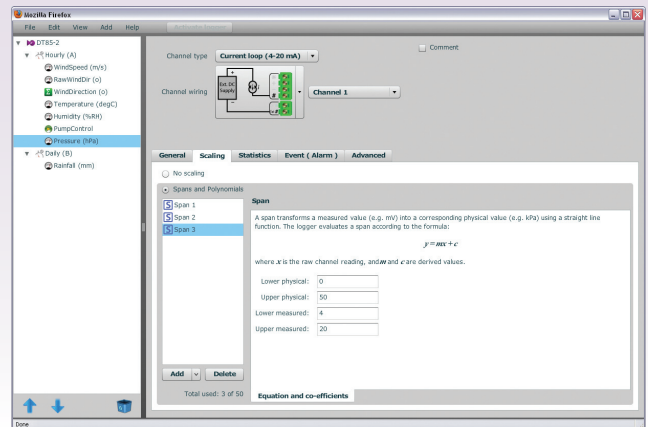 Mozilla Firefox
File Edit View Add Help
DT85-2
Hourly (A)
WindSpeed (m/s)
RawWindDir (o)
WindDirection (o)
Temperature (degC)
Humidity (%RH)
PumpControl
Pressure (hPa)
Daily (B)
Rainfall (mm)
Channel type Current loop (4-20 mA)
Comment
Channel wiring
Ext. DC
Supply
Channel 1
General Scaling Statistics Event ( Alarm ) Advanced
No scaling
Spans and Polynomials
Span 1
Span 2
Span 3
Span
A span transforms a measured value (e.g. mV) into a corresponding physical value (e.g. kPa) using a straight line
function. The logger evaluates a span according to the formula:
y=mx+c
where x is the raw channel reading, and m and c are derived values.
Lower physical: 0
Upper physical: 50
Lower measured: 4
Upper measured: 20
Add Delete
Total used: 3 of 50
Equation and co-efficients
Done